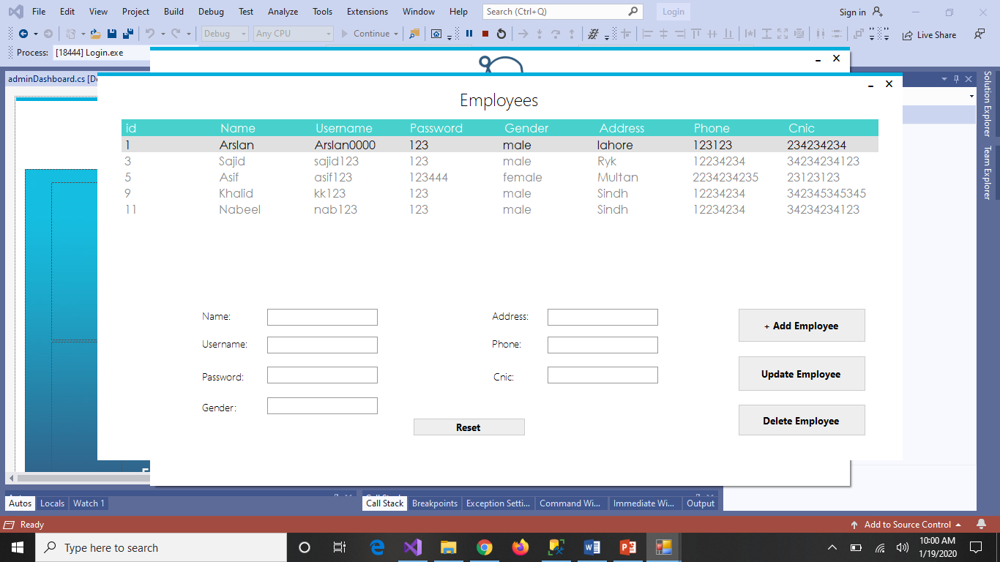 File Edit View Project Build Debug Test Analyze Tools Extensions Window Help Search (Ctrl+Q) Login Sign in
Debug Any CPU Continue Live Share
Process: [18444] Login.exe
adminDashboard.cs [De
Solution Explorer
Team Explorer
Employees
id Name Username Password Gender Address Phone Cnic
1 Arslan Arslan0000 123 male lahore 123123 234234234
3 Sajid sajid123 123 male Ryk 12234234 34234234123
5 Asif asif123 123444 female Multan 2234234235 23123123
9 Khalid kk123 123 male Sindh 12234234 342345345345
11 Nabeel nab123 123 male Sindh 12234234 34234234123
Name: Address: + Add Employee
Username: Phone:
Password: Cnic: Update Employee
Gender:
Reset Delete Employee
Autos Locals Watch 1 Call Stack Breakpoints Exception Setti... Command Wi... Immediate Wi... Output
Ready Add to Source Control
Type here to search
10:00 AM
1/19/2020